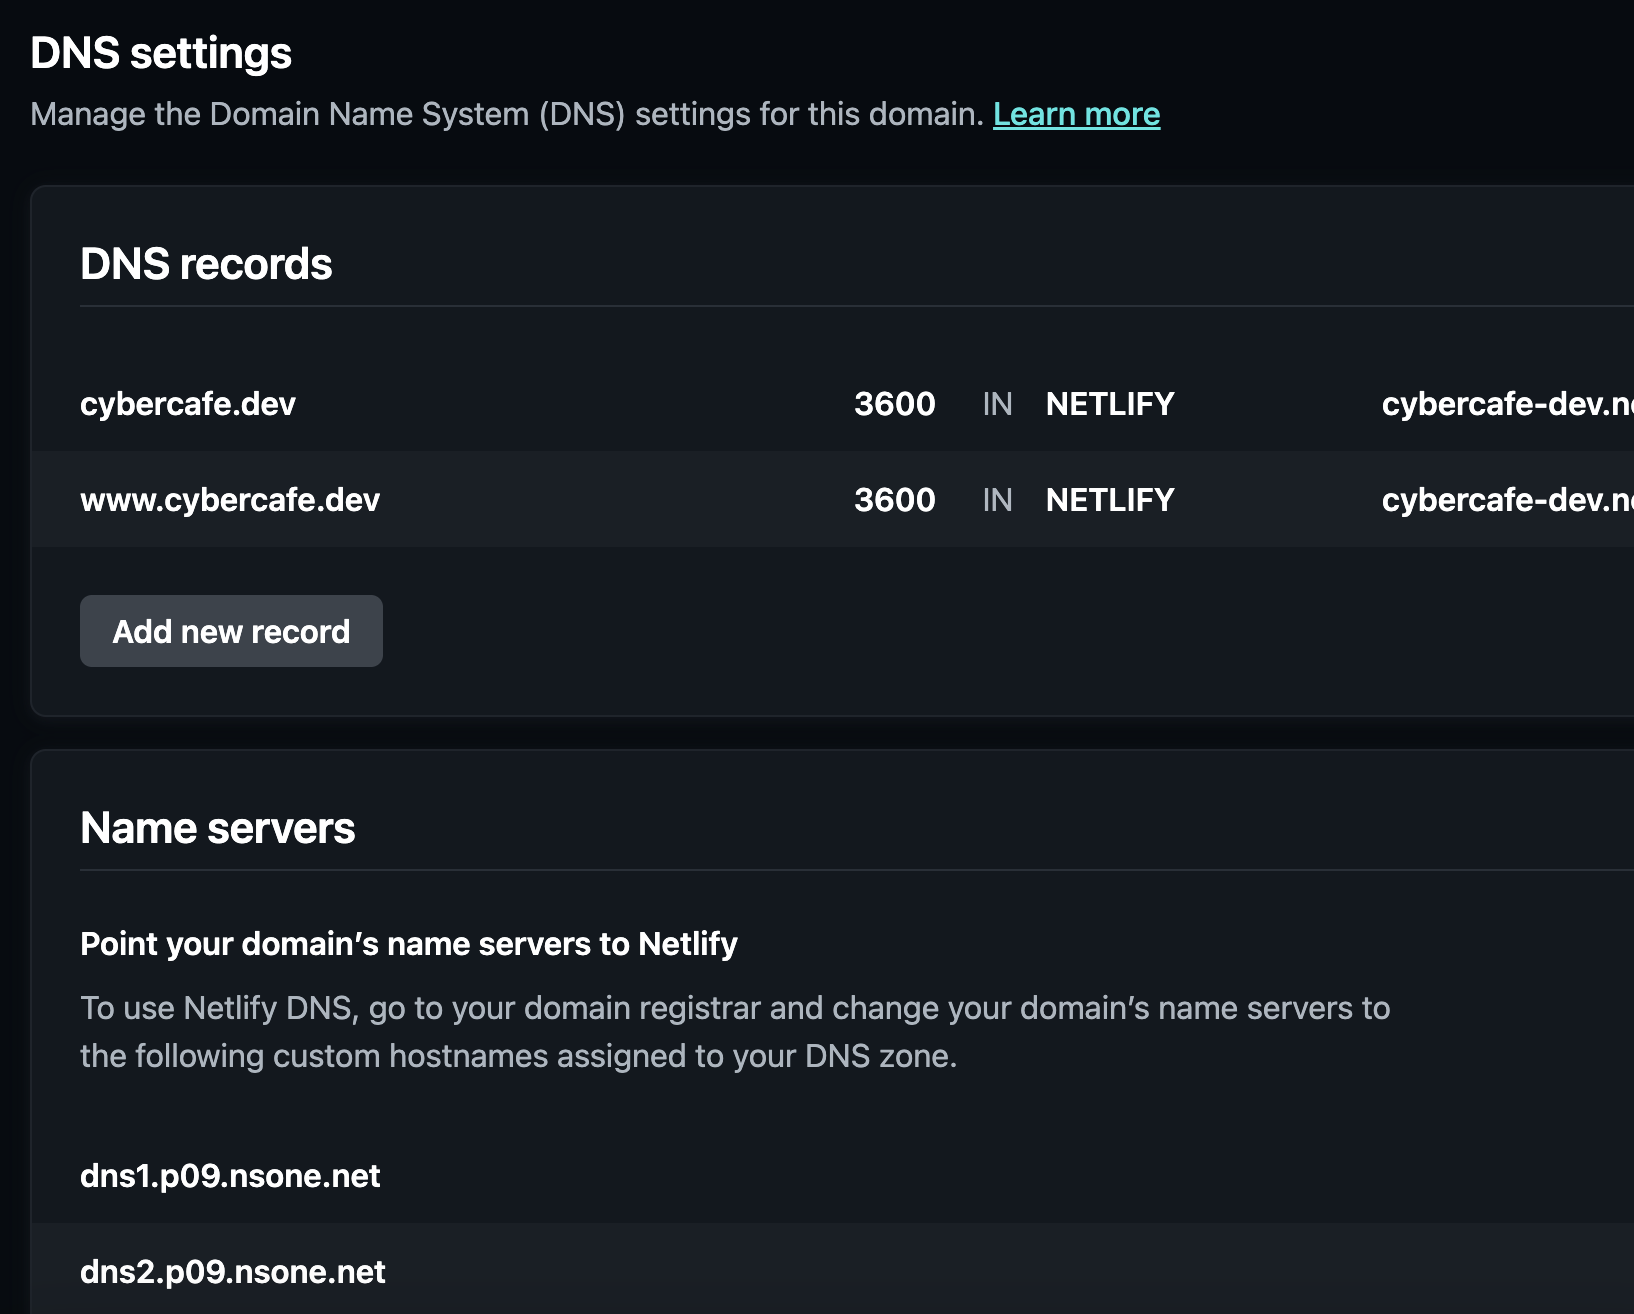 DNS settings
Manage the Domain Name System (DNS) settings for this domain. Learn more
DNS records
cybercafe.dev 3600 IN NETLIFY cybercafe-dev.ne
www.cybercafe.dev 3600 IN NETLIFY cybercafe-dev.ne
Add new record
Name servers
Point your domain’s name servers to Netlify
To use Netlify DNS, go to your domain registrar and change your domain’s name servers to
the following custom hostnames assigned to your DNS zone.
dns1.p09.nsone.net
dns2.p09.nsone.net